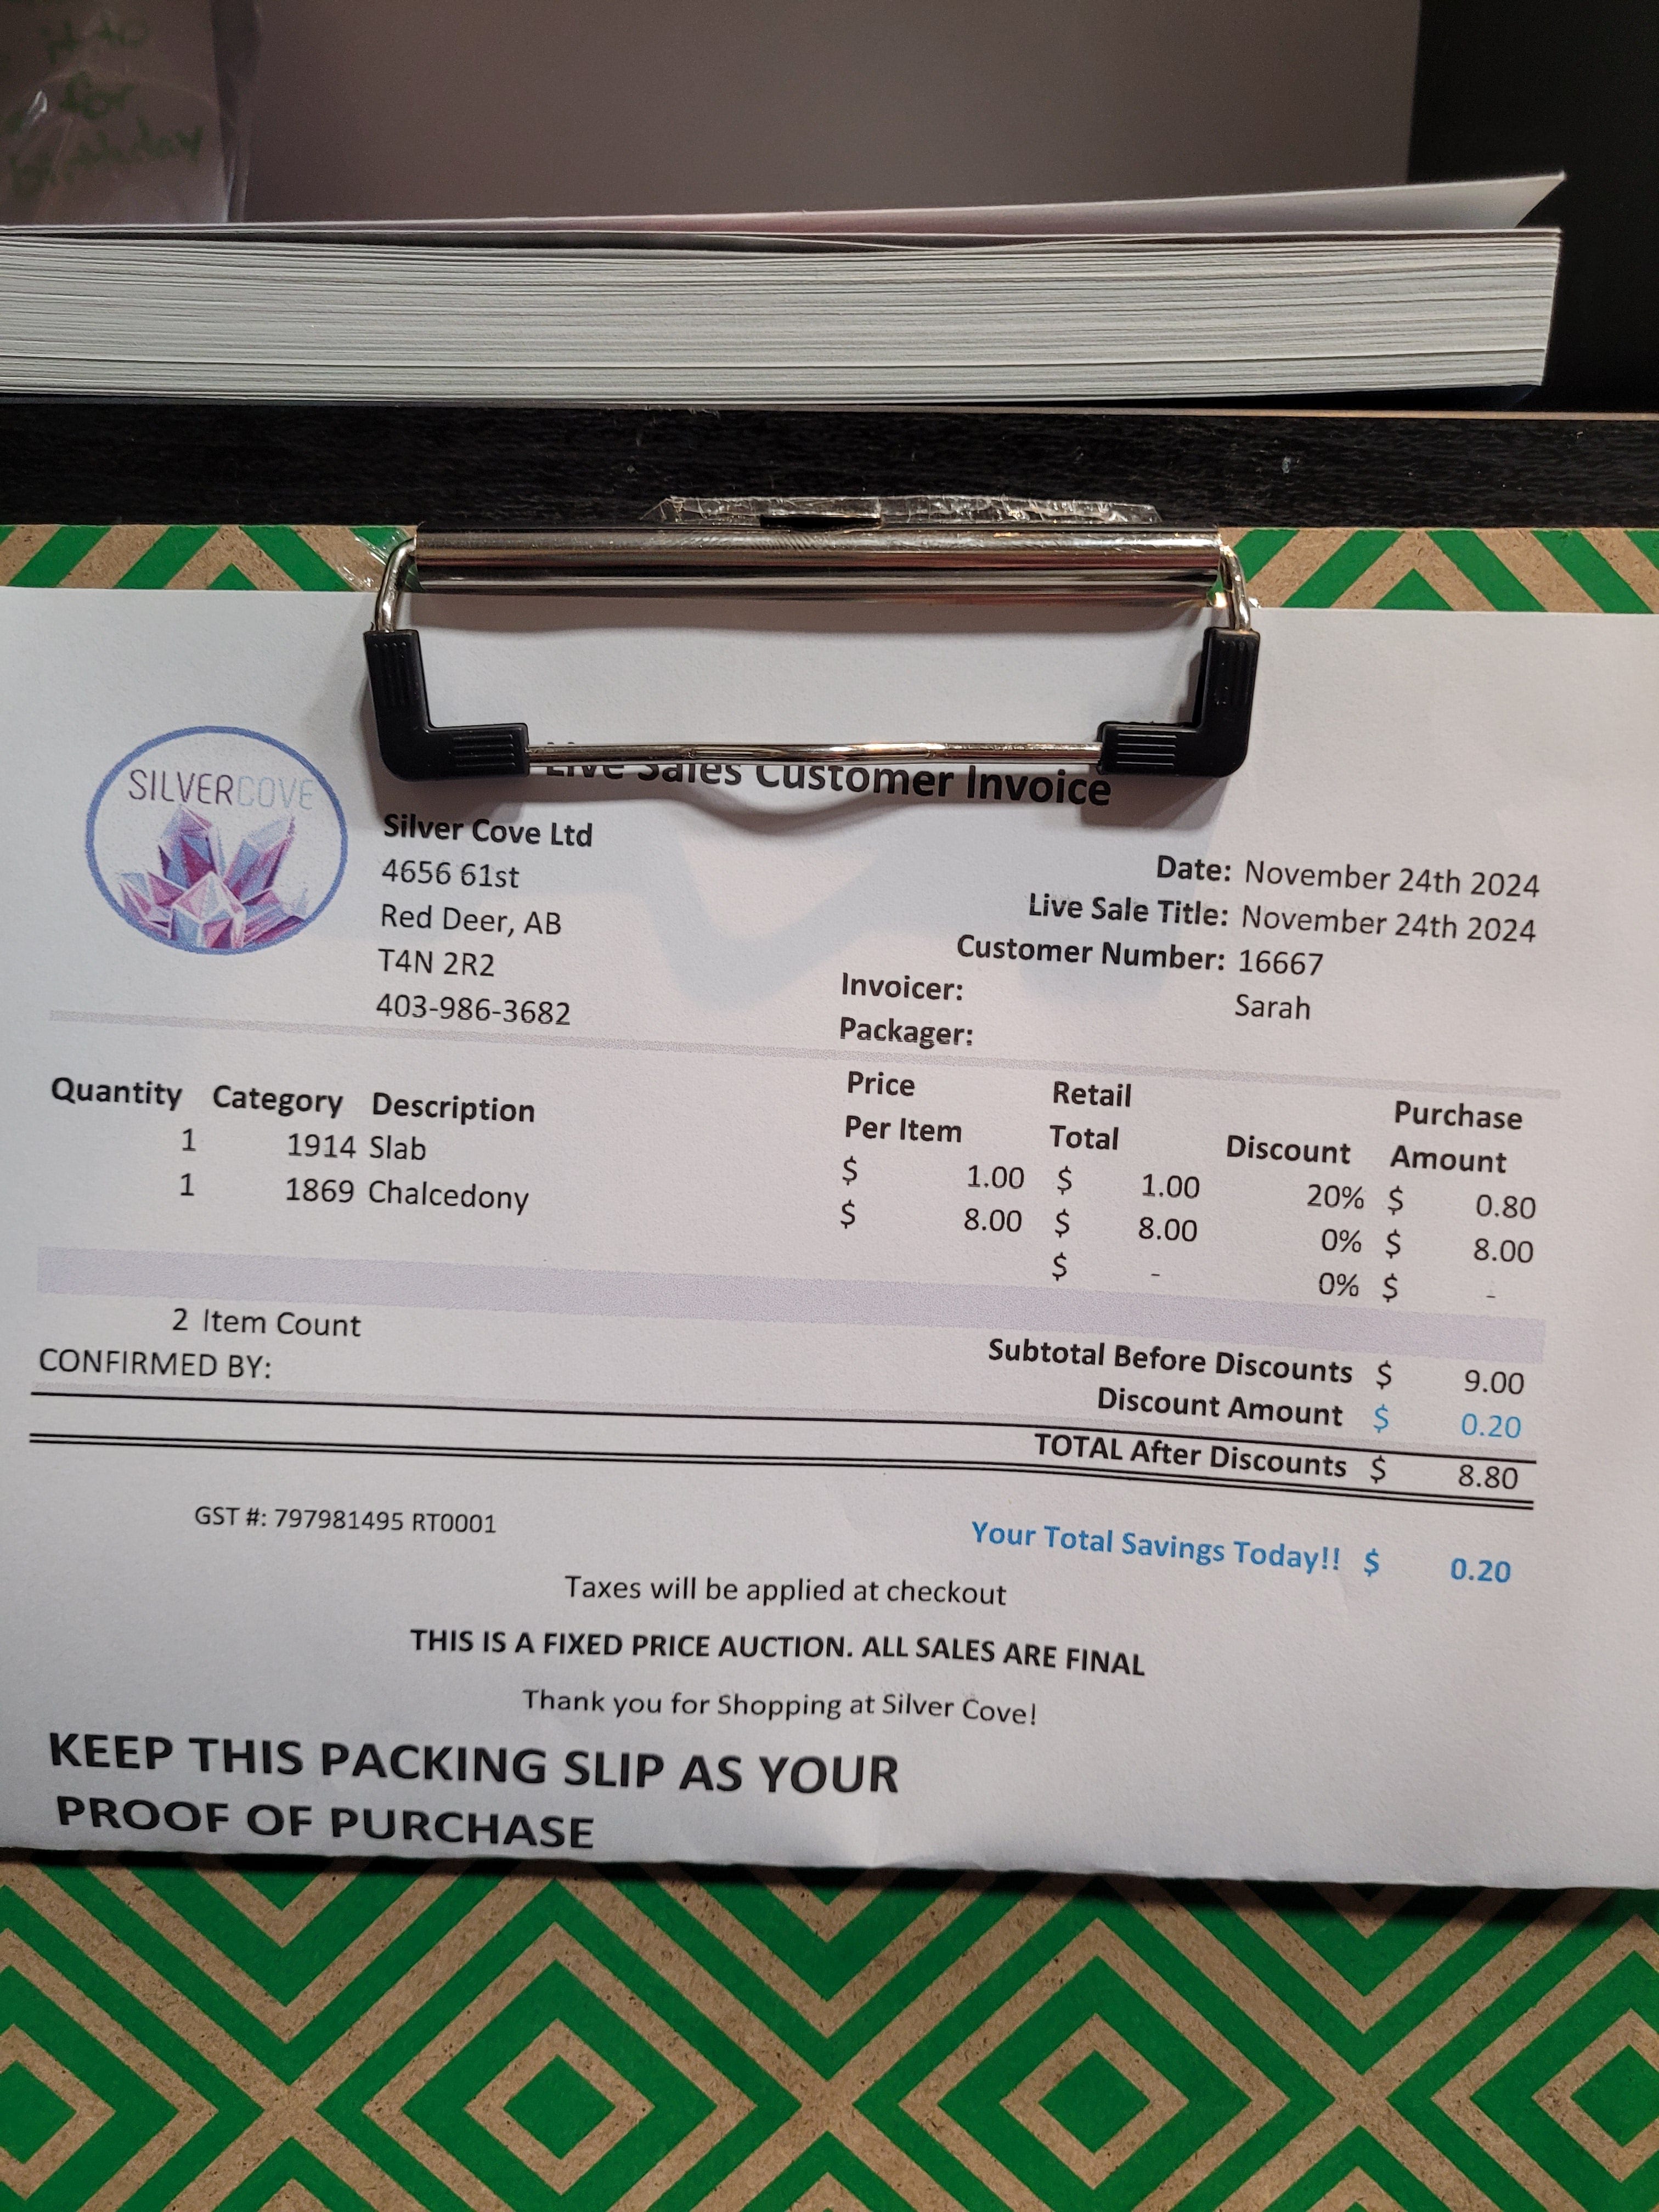 it to
for
birthday
Live Sales Customer Invoice
SILVERCOVE
Silver Cove Ltd
4656 61st
Red Deer, AB
T4N 2R2
403-986-3682
Date: November 24th 2024
Live Sale Title: November 24th 2024
Customer Number: 16667
Invoicer: Sarah
Packager:
Quantity Category Description Price Per Item Retail Total Discount Purchase Amount
1 1914 Slab $ 1.00 $ 1.00 20% $ 0.80
1 1869 Chalcedony $ 8.00 $ 8.00 0% $ 8.00
$ - 0% $ -
2 Item Count
CONFIRMED BY:
Subtotal Before Discounts $ 9.00
Discount Amount $ 0.20
TOTAL After Discounts $ 8.80
GST #: 797981495 RT0001
Your Total Savings Today!! $ 0.20
Taxes will be applied at checkout
THIS IS A FIXED PRICE AUCTION. ALL SALES ARE FINAL
Thank you for Shopping at Silver Cove!
KEEP THIS PACKING SLIP AS YOUR
PROOF OF PURCHASE